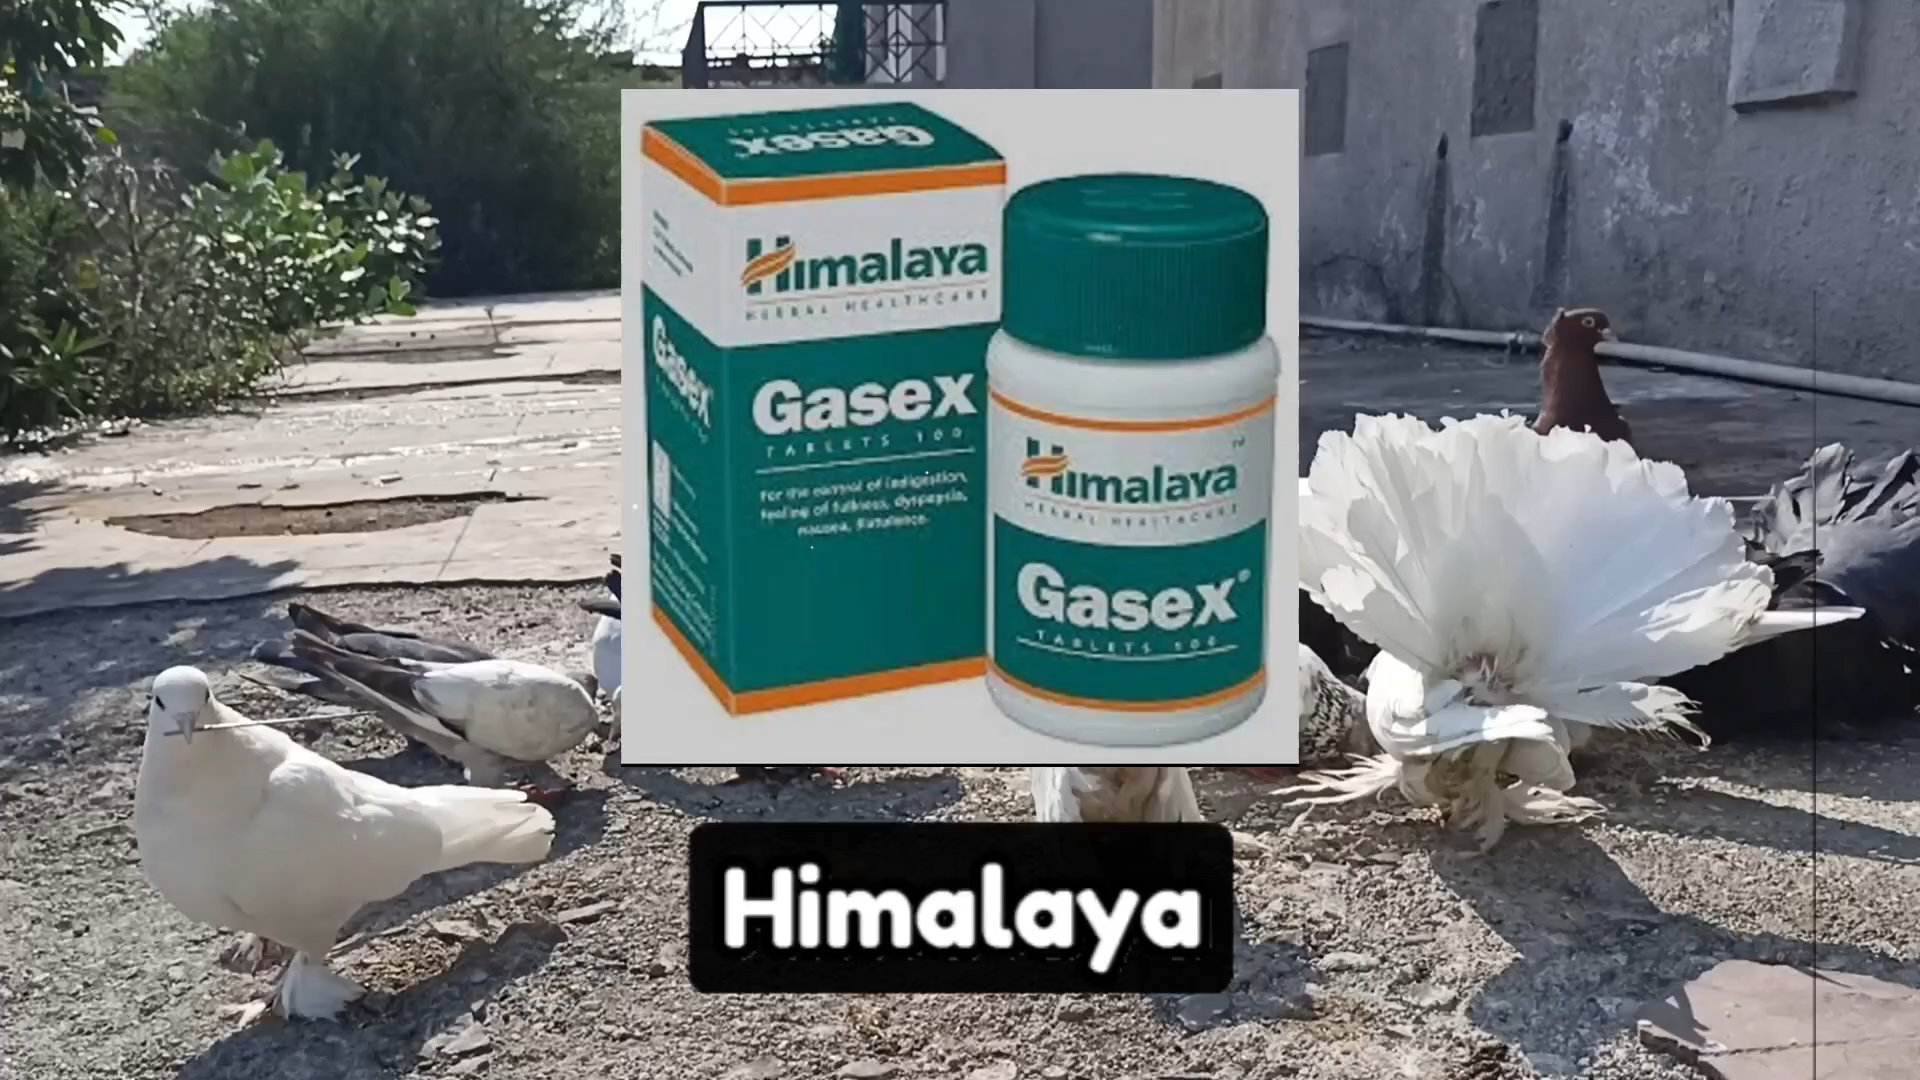 Gasex
Himalaya
HERBAL HEALTHCARE
Gasex
Gasex
TABLETS 100
For the control of indigestion,
feeling of fullness, dyspepsia,
nausea, flatulence.
Himalaya
HERBAL HEALTHCARE
Gasex
TABLETS 100
Himalaya